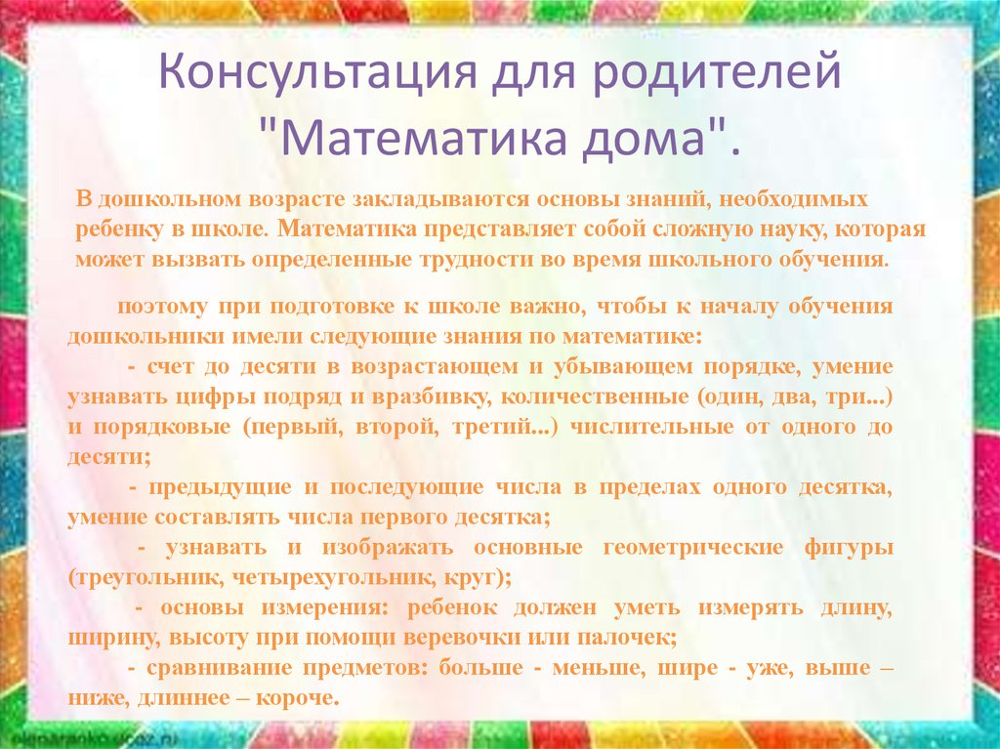 Консультация для родителей
"Математика дома".
В дошкольном возрасте закладываются основы знаний, необходимых
ребенку в школе. Математика представляет собой сложную науку, которая
может вызвать определенные трудности во время школьного обучения.
поэтому при подготовке к школе важно, чтобы к началу обучения
дошкольники имели следующие знания по математике:
- счет до десяти в возрастающем и убывающем порядке, умение
узнавать цифры подряд и вразбивку, количественные (один, два, три...)
и порядковые (первый, второй, третий...) числительные от одного до
десяти;
- предыдущие и последующие числа в пределах одного десятка,
умение составлять числа первого десятка;
- узнавать и изображать основные геометрические фигуры
(треугольник, четырехугольник, круг);
- основы измерения: ребенок должен уметь измерять длину,
ширину, высоту при помощи веревочки или палочек;
- сравнивание предметов: больше - меньше, шире - уже, выше –
ниже, длиннее – короче.
olenaranko.ucoz.ru